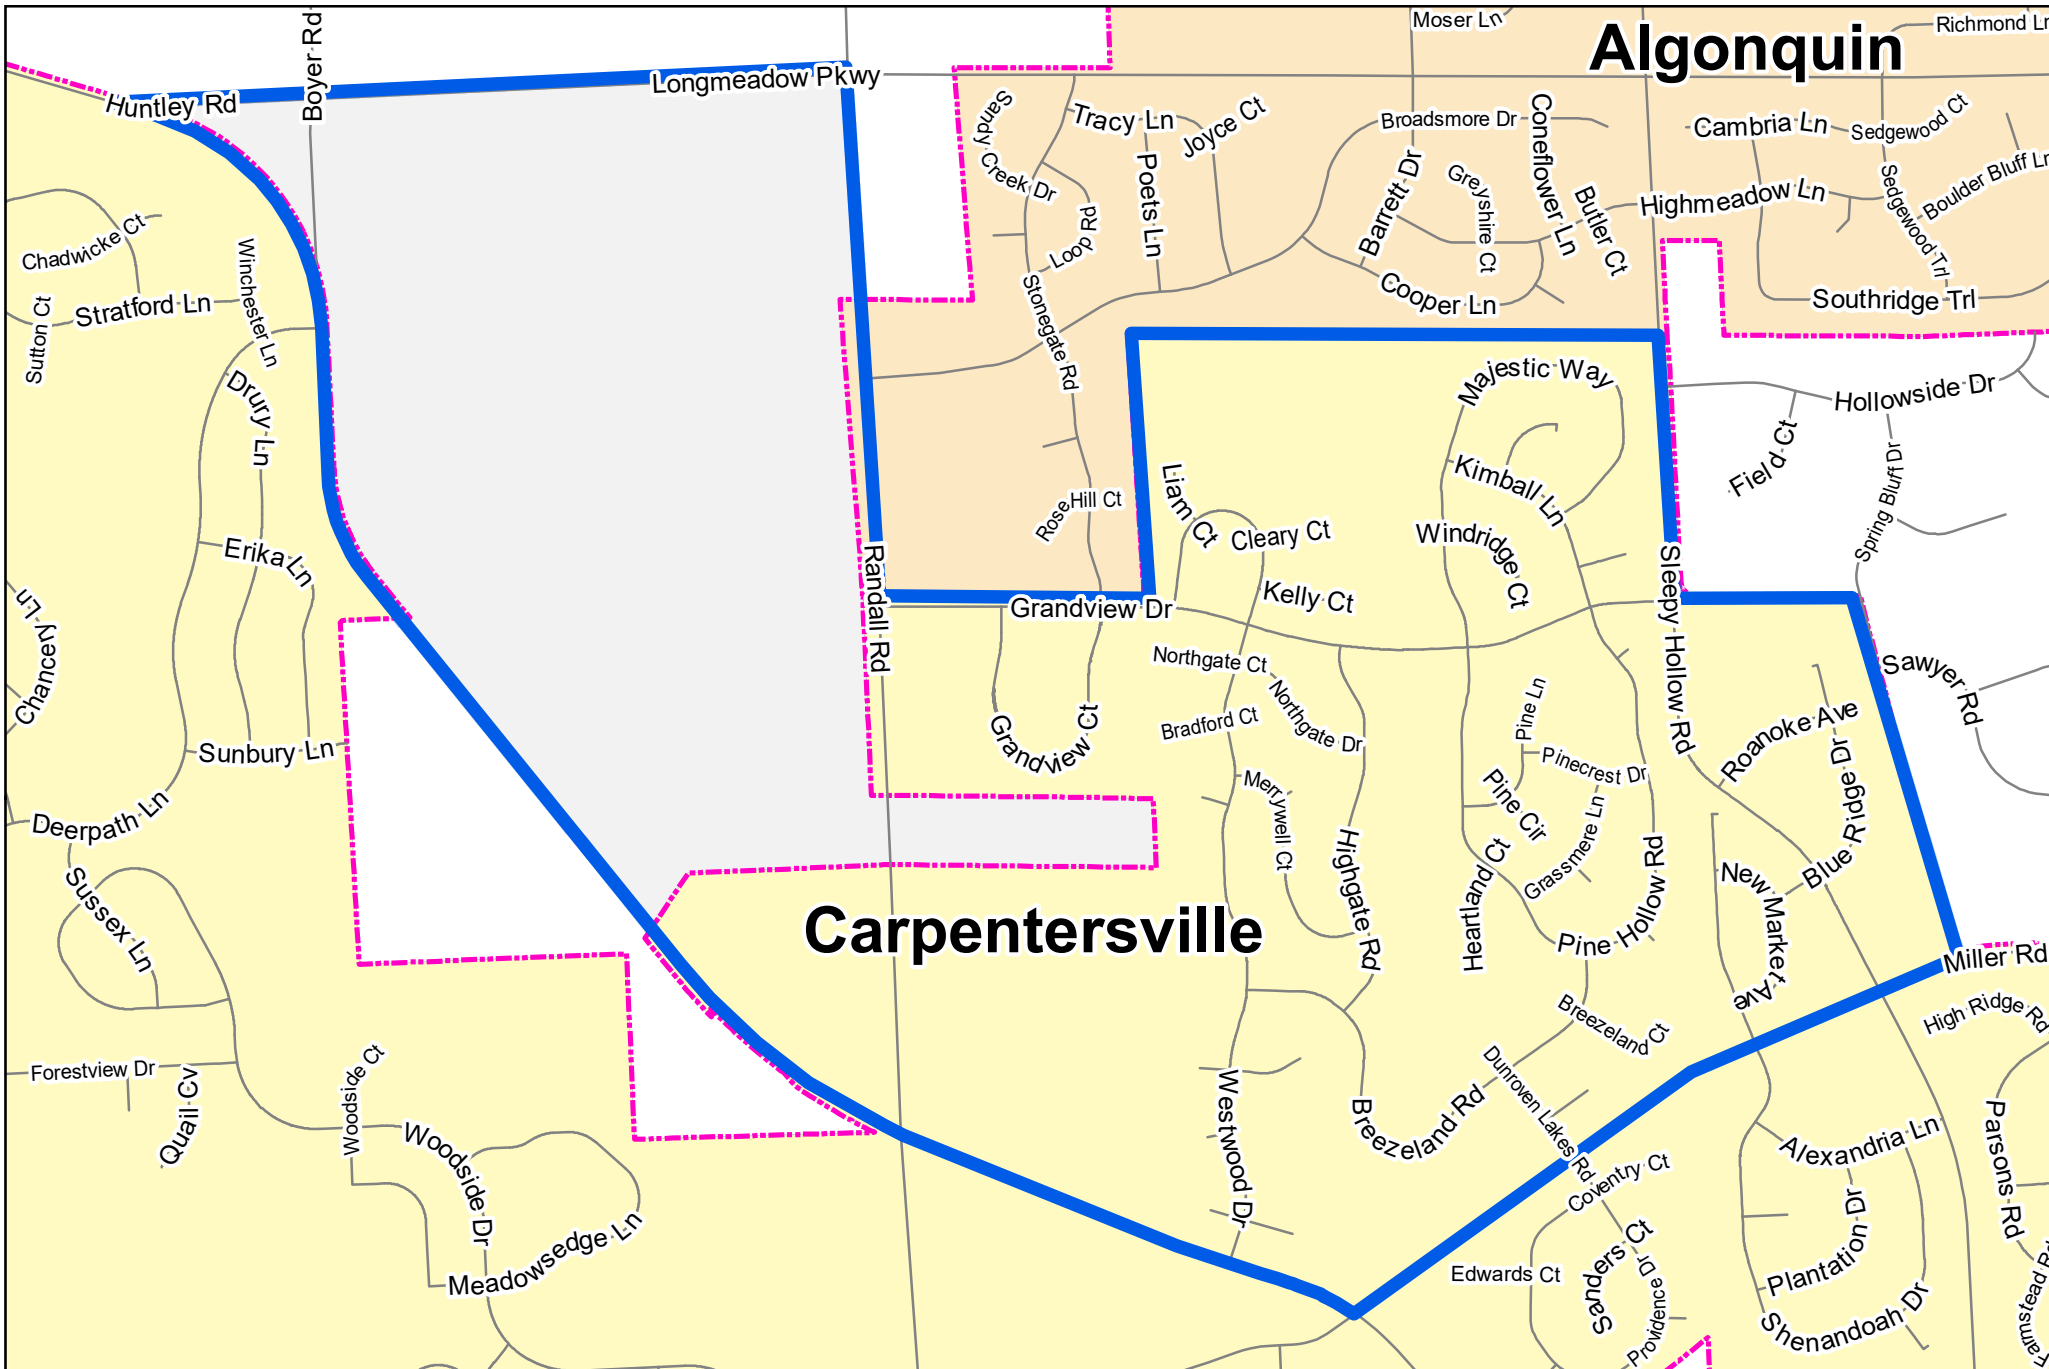 Moser Ln
Richmond Ln
Algonquin
Boyer Rd
Longmeadow Pkwy
Huntley Rd
Sandy Creek Dr
Tracy Ln
Joyce Ct
Broadsmore Dr
Coneflower Ln
Cambria Ln
Sedgewood Ct
Poets Ln
Barrett Dr
Greyshire Ct
Butler Ct
Highmeadow Ln
Sedgewood Trl
Boulder Bluff Ln
Loop Rd
Chadwicke Ct
Winchester Ln
Stratford Ln
Sutton Ct
Stonegate Rd
Cooper Ln
Southridge Trl
Majestic Way
Hollowside Dr
Drury Ln
Field Ct
Spring Bluff Dr
Liam Ct
Kimball Ln
Rose Hill Ct
Cleary Ct
Windridge Ct
Erika Ln
Randall Rd
Kelly Ct
Grandview Dr
Sleepy Hollow Rd
Chancery Ln
Northgate Ct
Northgate Dr
Sawyer Rd
Pine Ln
Bradford Ct
Grandview Ct
Roanoke Ave
Blue Ridge Dr
Sunbury Ln
Pinecrest Dr
Merrywell Ct
Pine Cir
Grassmere Ln
Deerpath Ln
Highgate Rd
Heartland Ct
Pine Hollow Rd
New Market Ave
Sussex Ln
Carpentersville
Miller Rd
High Ridge Rd
Breezeland Ct
Forestview Dr
Quail Cv
Woodside Ct
Woodside Dr
Westwood Dr
Breezeland Rd
Dunroven Lakes Rd
Coventry Ct
Alexandria Ln
Parsons Rd
Meadowsedge Ln
Edwards Ct
Sanders Ct
Providence Dr
Plantation Dr
Shenandoah Dr
Farmstead Rd